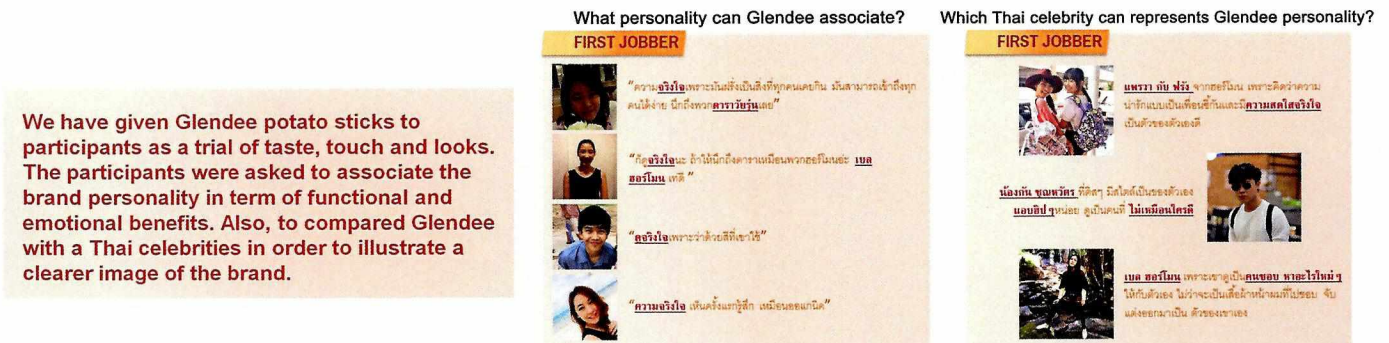 What personality can Glendee associate?
Which Thai celebrity can represents Glendee personality?
FIRST JOBBER
FIRST JOBBER
We have given Glendee potato sticks to
participants as a trial of taste, touch and looks.
The participants were asked to associate the
brand personality in term of functional and
emotional benefits. Also, to compared Glendee
with a Thai celebrities in order to illustrate a
clearer image of the brand.
“ความจริงใจเพราะมันฝรั่งเป็นสิ่งที่ทุกคนเคยกิน มันสามารถเข้าถึงทุก
คนได้ง่าย นึกถึงพวกดาราวัยรุ่นเลย”
“ก็ดูจริงใจนะ ถ้าให้นึกถึงดาราเหมือนพวกฮอร์โมนอ่ะ เบล
ฮอร์โมน เทดี”
“ดูจริงใจเพราะว่าด้วยสีที่เขาใช้”
“ความจริงใจ เห็นครั้งแรกรู้สึก เหมือนออแกนิค”
แพรวา กับ ฟรัง จากฮอร์โมน เพราะคิดว่าความ
น่ารักแบบเป็นเพื่อนซี้กันและมีความสดใสจริงใจ
เป็นตัวของตัวเองดี
น้องกัน ชุณหวัตร ที่ติสๆ มีสไตล์เป็นของตัวเอง
แอบฮิป ๆหน่อย ดูเป็นคนที่ ไม่เหมือนใครดี
เบล ฮอร์โมน เพราะเขาดูเป็นคนชอบ หาอะไรใหม่ ๆ
ให้กับตัวเอง ไม่ว่าจะเป็นเสื้อผ้าหน้าผมที่ไปชอบ จับ
แต่งออกมาเป็น ตัวของเขาเอง